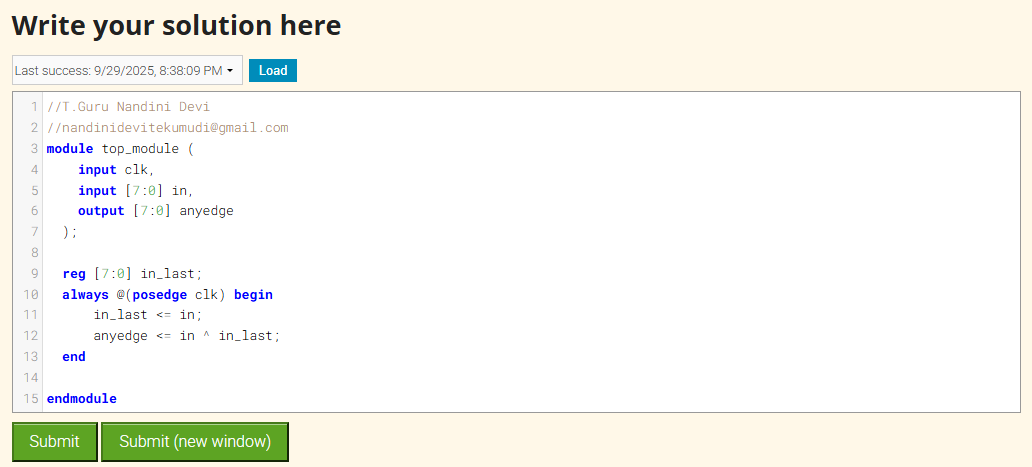 Write your solution here
Last success: 9/29/2025, 8:38:09 PM
Load
1 //T.Guru Nandini Devi
2 //nandinidevitekumudi@gmail.com
3 module top_module (
4     input clk,
5     input [7:0] in,
6     output [7:0] anyedge
7   );
8
9   reg [7:0] in_last;
10   always @(posedge clk) begin
11       in_last <= in;
12       anyedge <= in ^ in_last;
13   end
14
15 endmodule
Submit
Submit (new window)